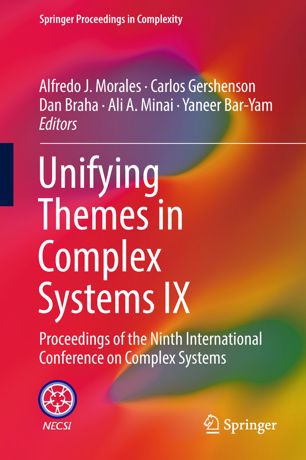 Springer Proceedings in Complexity
Alfredo J. Morales · Carlos Gershenson
Dan Braha · Ali A. Minai · Yaneer Bar-Yam
Editors
Unifying
Themes in
Complex
Systems IX
Proceedings of the Ninth International
Conference on Complex Systems
NECSI
Springer